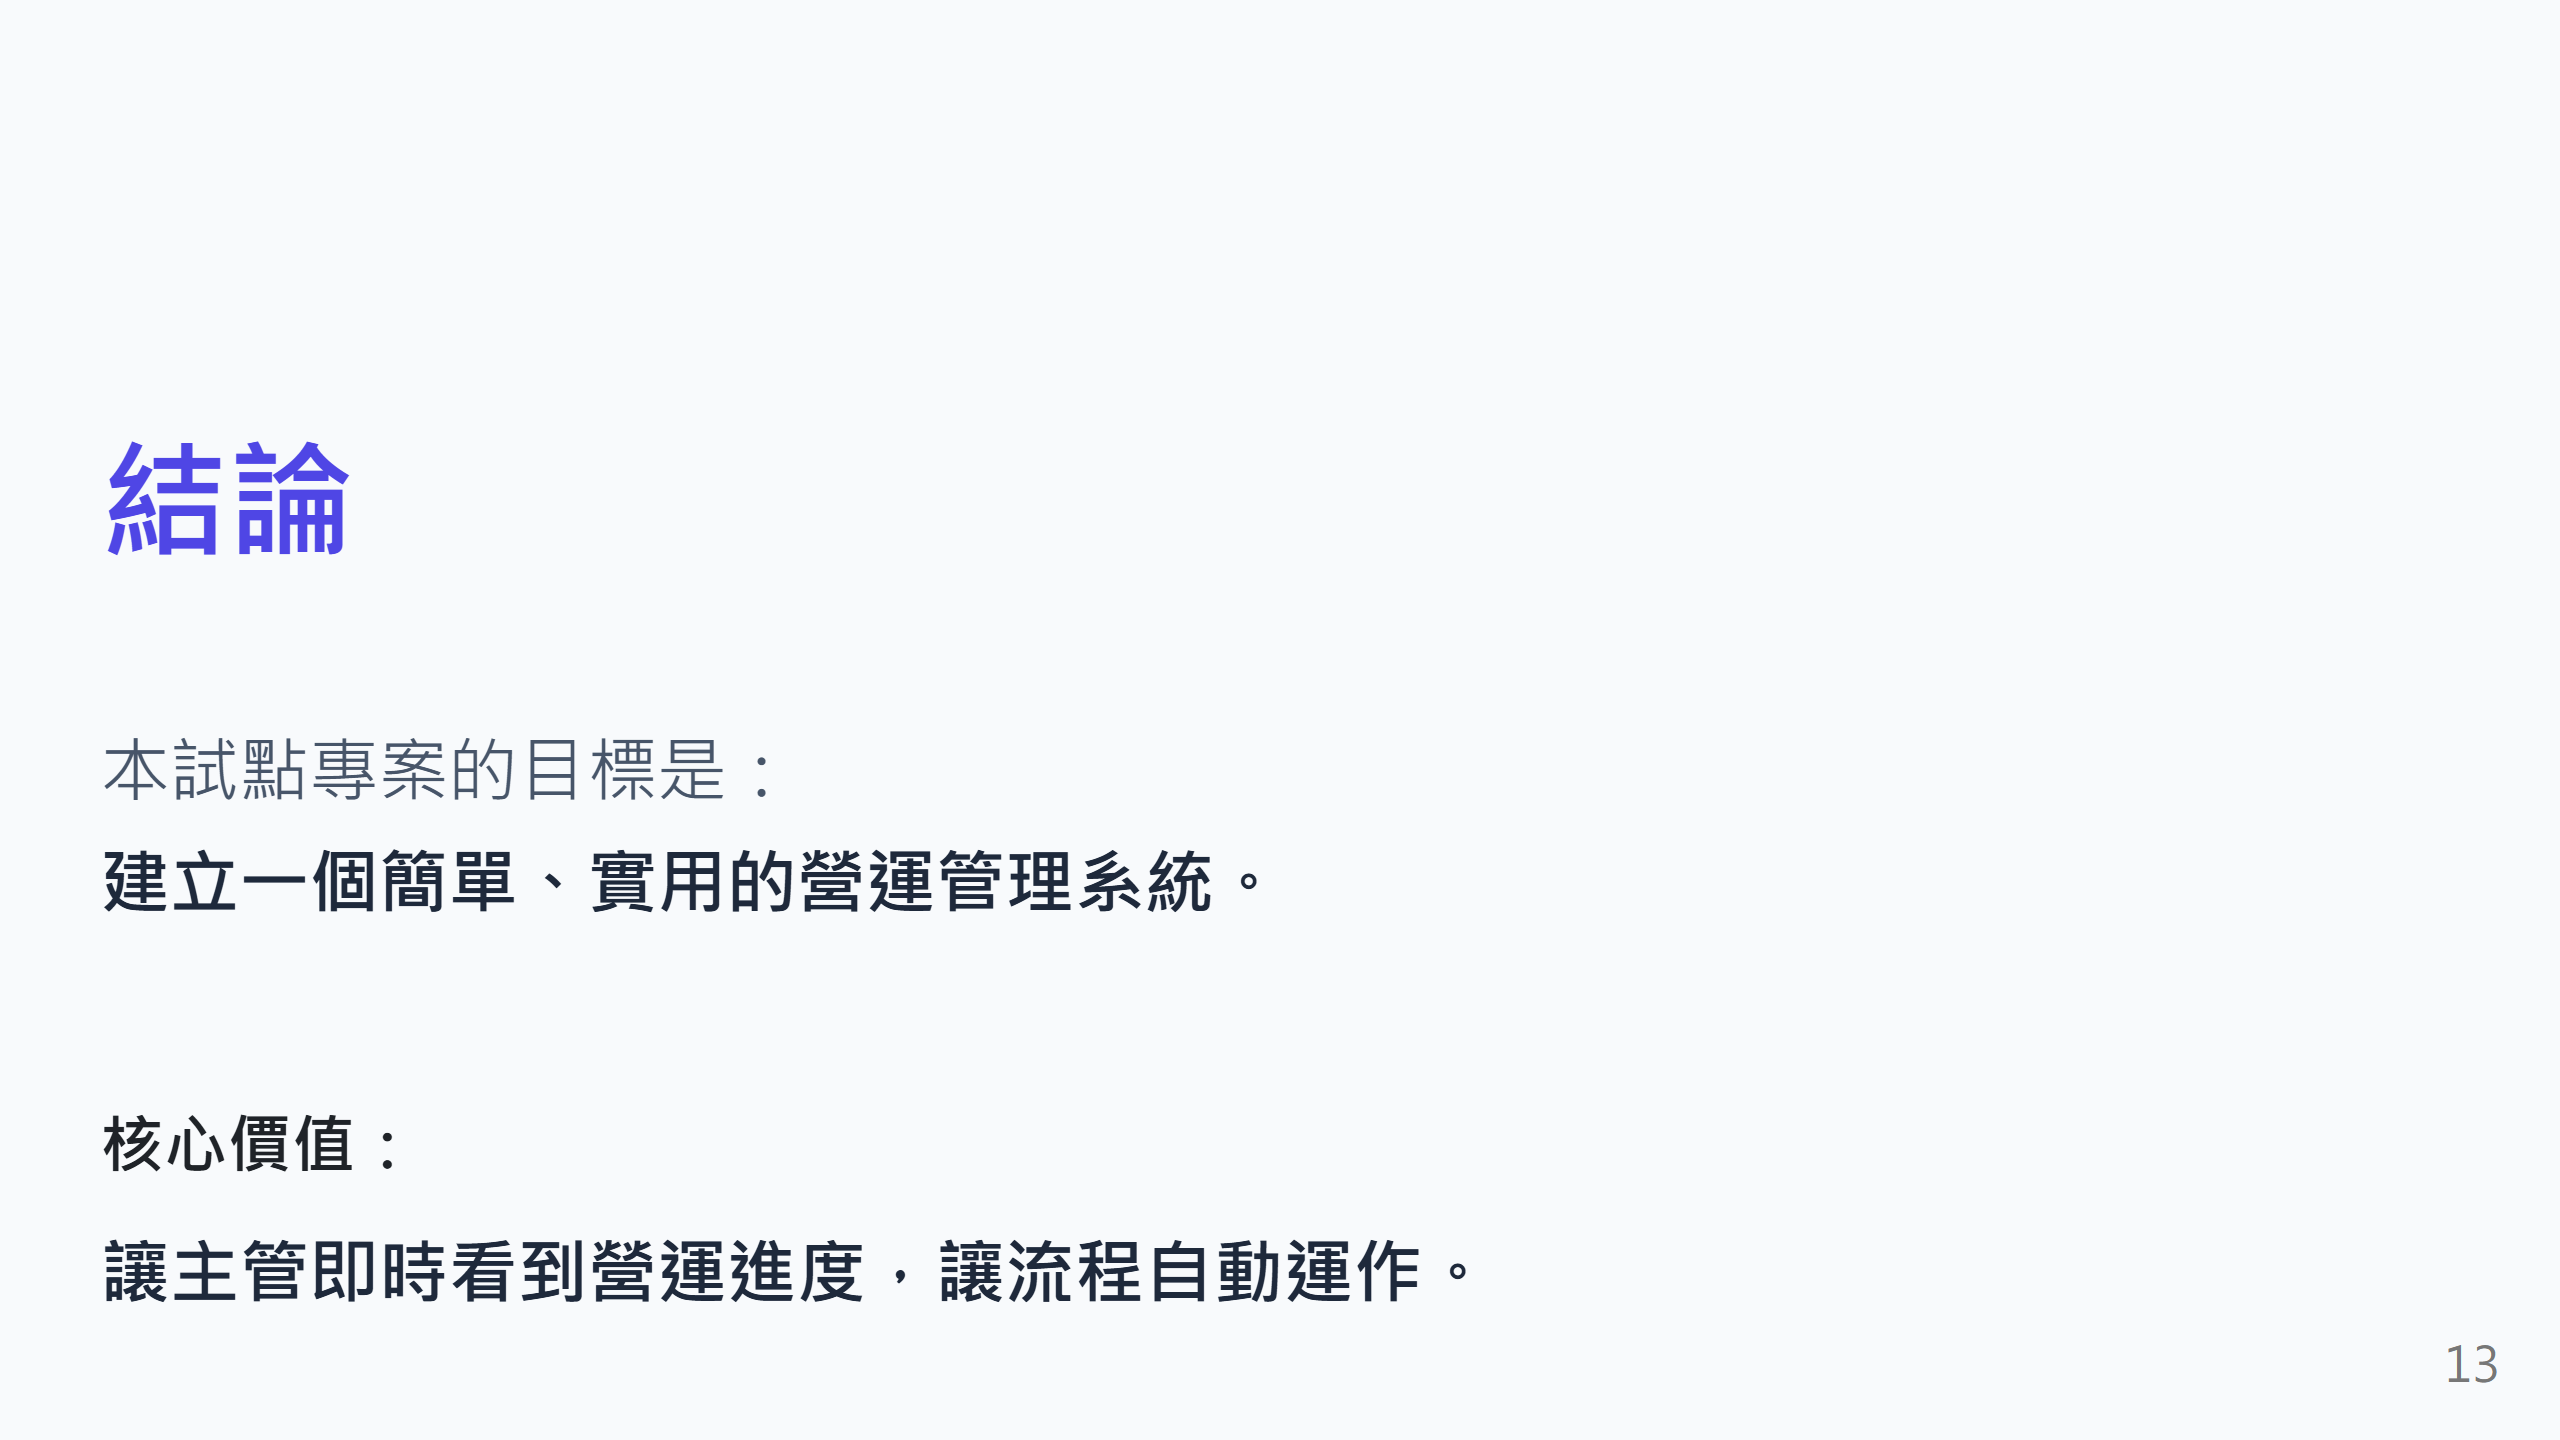 結論
本試點專案的目標是：
建立一個簡單、實用的營運管理系統。
核心價值：
讓主管即時看到營運進度，讓流程自動運作。
13